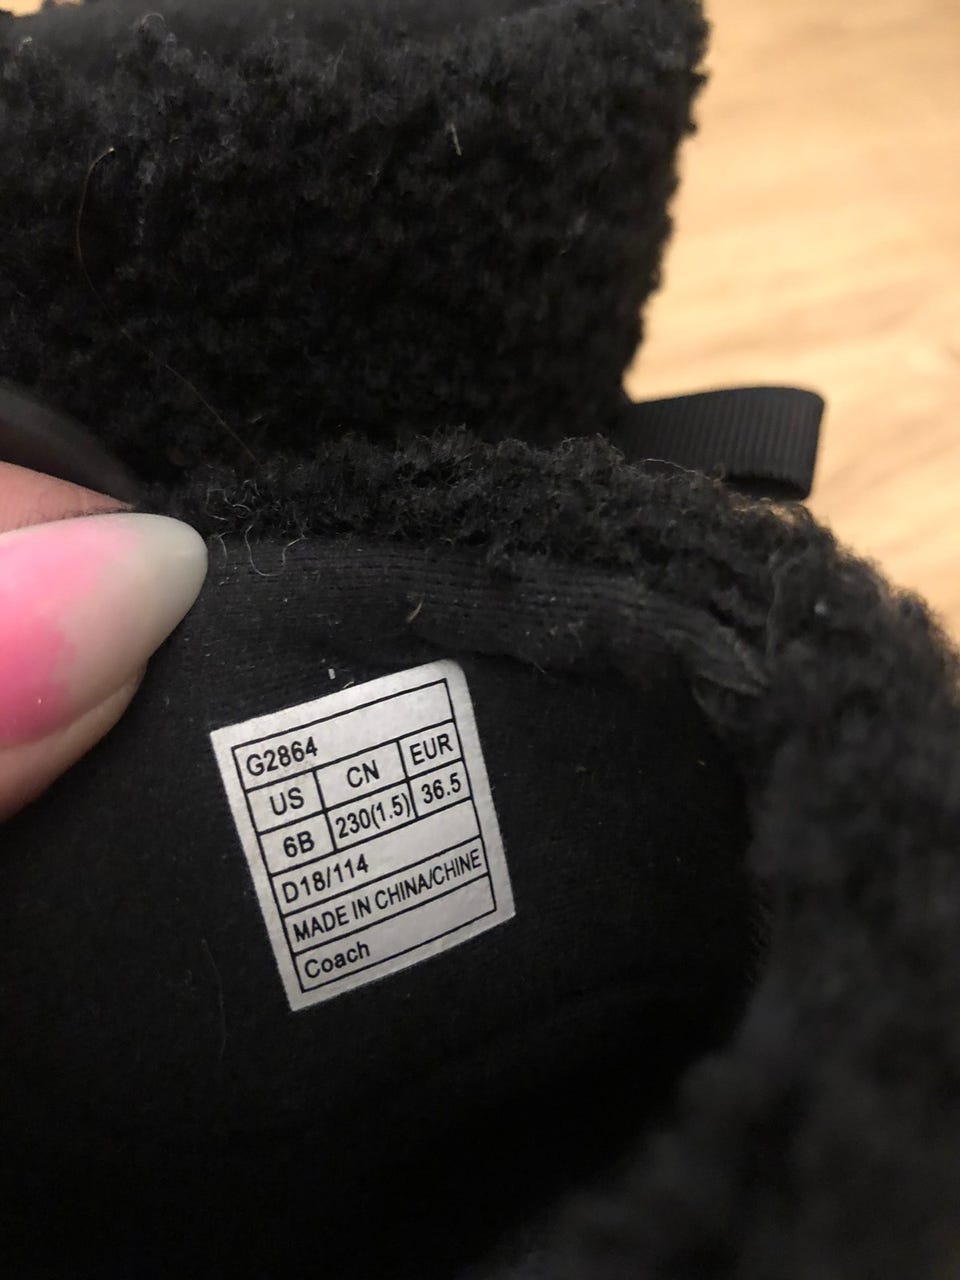 G2864
US CN EUR
6B 230(1.5) 36.5
D18/114
MADE IN CHINA/CHINE
Coach